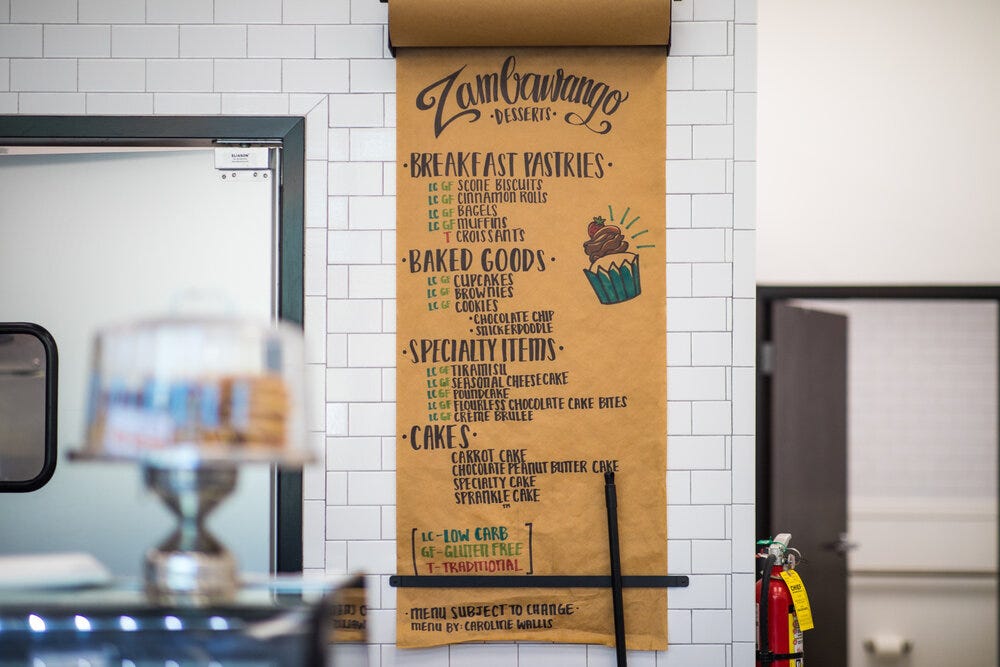 ELIASON
Zambawango
·DESSERTS·
·BREAKFAST PASTRIES·
LC GF SCONE BISCUITS
LC GF CINNAMON ROLLS
LC GF BAGELS
LC GF MUFFINS
T CROISSANTS
·BAKED GOODS·
LC GF CUPCAKES
LC GF BROWNIES
LC GF COOKIES
·CHOCOLATE CHIP
·SNICKERDOODLE
·SPECIALTY ITEMS·
LC GF TIRAMISU
LC GF SEASONAL CHEESECAKE
LC GF POUNDCAKE
LC GF FLOURLESS CHOCOLATE CAKE BITES
LC GF CREME BRULEE
·CAKES·
CARROT CAKE
CHOCOLATE PEANUT BUTTER CAKE
SPECIALTY CAKE
SPRANKLE CAKE
SM
[LC-LOW CARB
GF-GLUTEN FREE
T-TRADITIONAL]
·MENU SUBJECT TO CHANGE·
MENU BY: CAROLINE WALLS
CHIEF